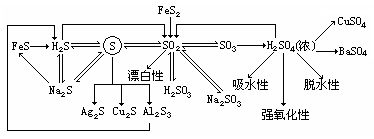 FeS₂
CuSO₄
FeS H₂S S SO₂ SO₃ H₂SO₄(浓) BaSO₄
漂白性 吸水性 脱水性
Na₂S H₂SO₃ Na₂SO₃
强氧化性
Ag₂S Cu₂S Al₂S₃